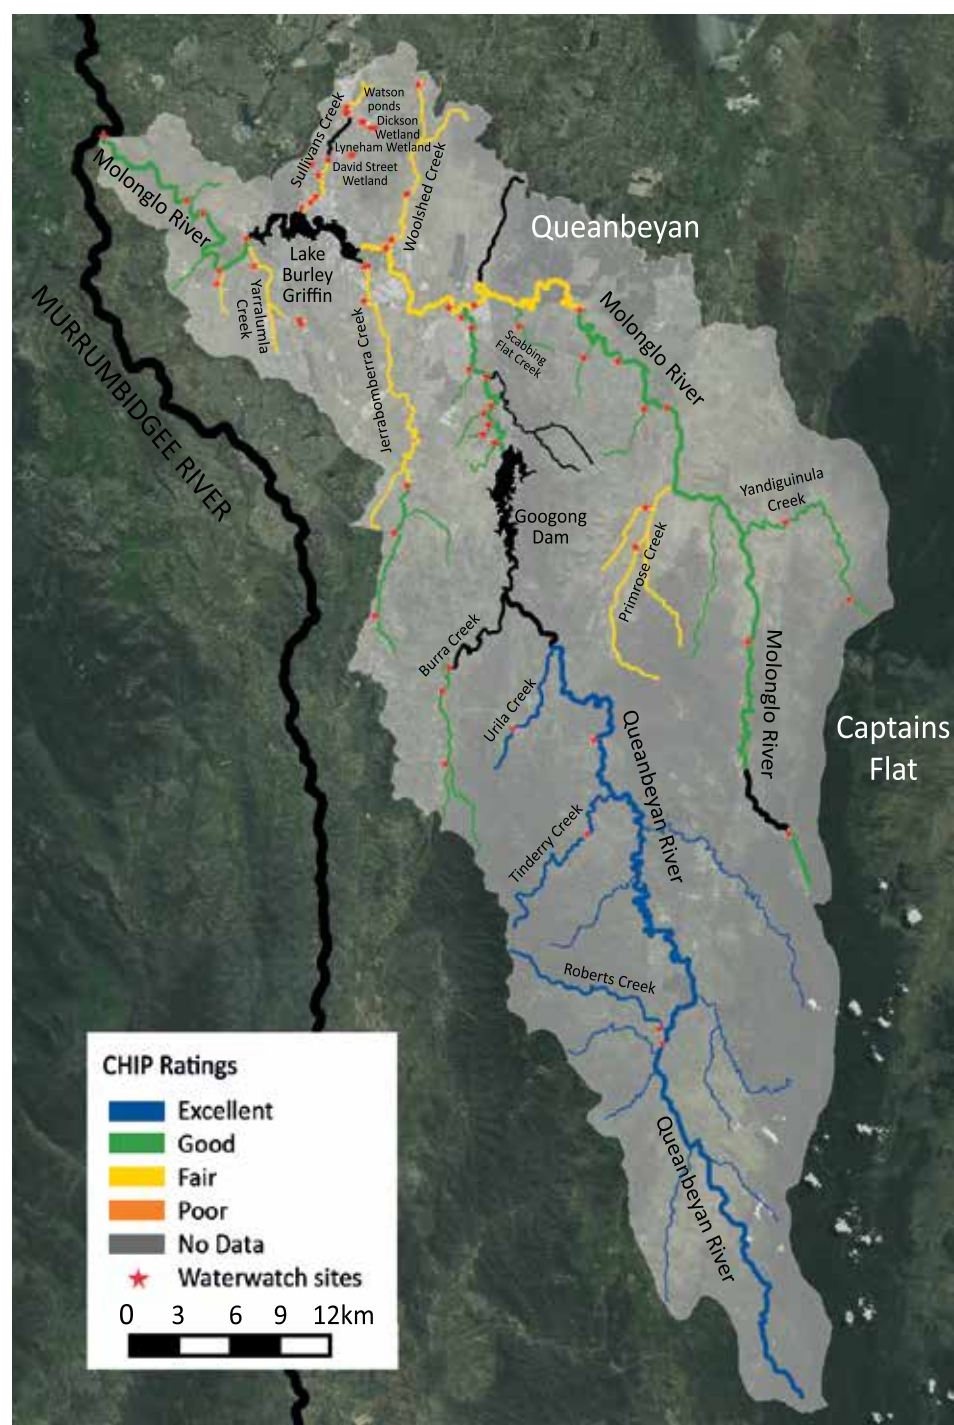 Watson
ponds
Dickson
Wetland
Lyneham Wetland
David Street
Wetland
Sullivans Creek
Woolshed Creek
Molonglo River
Queanbeyan
Lake
Burley
Griffin
Yarralumla
Creek
Jerrabomberra Creek
Scabbing
Flat Creek
Molonglo River
MURRUMBIDGEE RIVER
Yandiguinula
Creek
Googong
Dam
Primrose Creek
Burra Creek
Urila Creek
Molonglo River
Captains
Flat
Queanbeyan River
Tinderry Creek
Roberts Creek
Queanbeyan River
CHIP Ratings
Excellent
Good
Fair
Poor
No Data
Waterwatch sites
0 3 6 9 12km